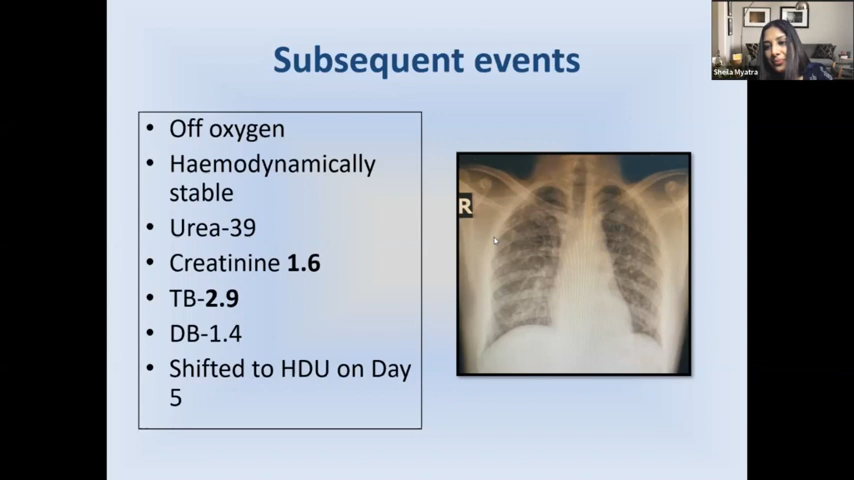 Subsequent events
Sheila Myatra
• Off oxygen
• Haemodynamically
stable
• Urea-39
• Creatinine 1.6
• TB-2.9
• DB-1.4
• Shifted to HDU on Day
5
R